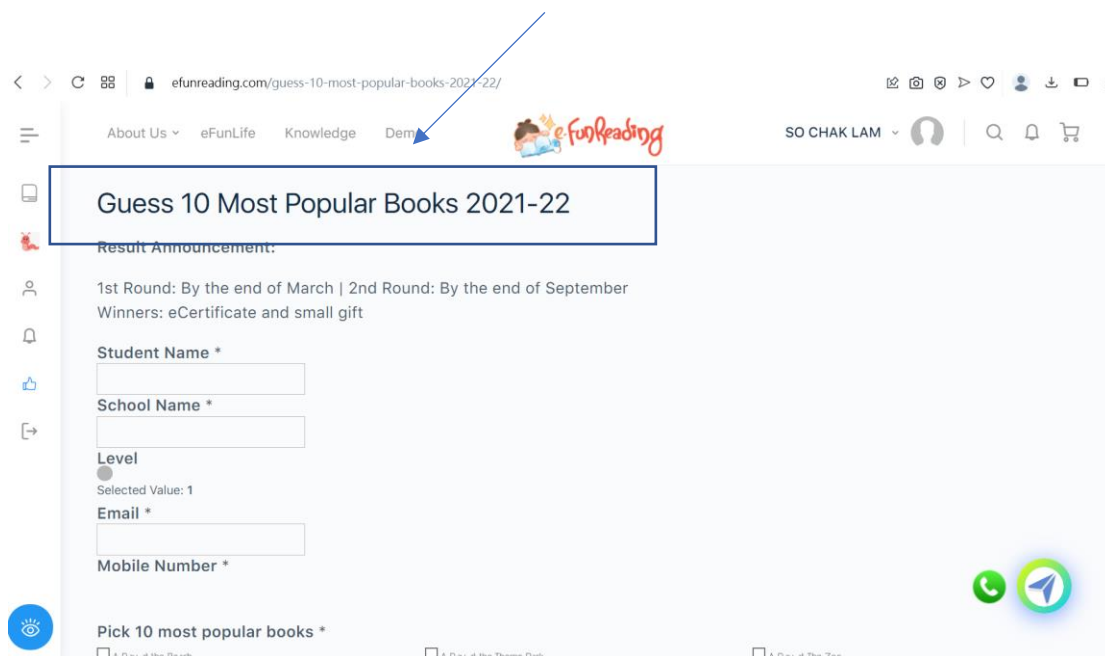 efunreading.com/guess-10-most-popular-books-2021-22/
About Us eFunLife Knowledge
eFunReading
SO CHAK LAM
Guess 10 Most Popular Books 2021-22
Result Announcement:
1st Round: By the end of March | 2nd Round: By the end of September
Winners: eCertificate and small gift
Student Name *
School Name *
Level
Selected Value: 1
Email *
Mobile Number *
Pick 10 most popular books *